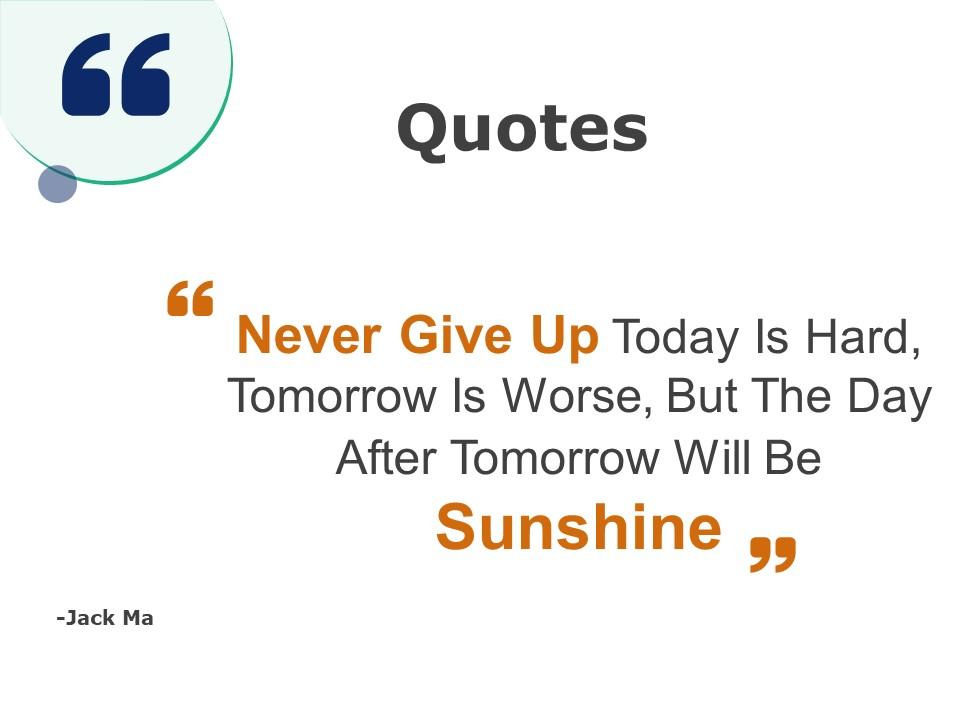 “
Quotes
“
Never Give Up Today Is Hard,
Tomorrow Is Worse, But The Day
After Tomorrow Will Be
Sunshine ”
-Jack Ma